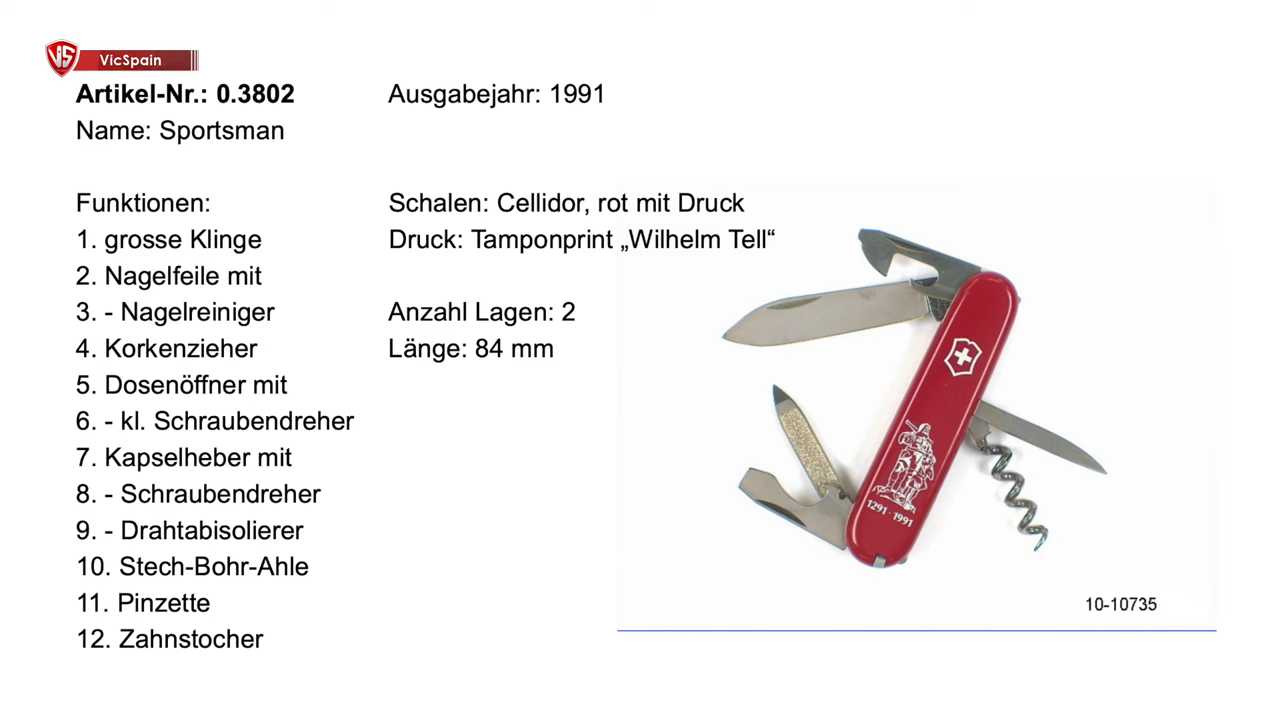 VS VicSpain
Artikel-Nr.: 0.3802
Name: Sportsman
Ausgabejahr: 1991
Funktionen:
1. grosse Klinge
2. Nagelfeile mit
3. - Nagelreiniger
4. Korkenzieher
5. Dosenöffner mit
6. - kl. Schraubendreher
7. Kapselheber mit
8. - Schraubendreher
9. - Drahtabisolierer
10. Stech-Bohr-Ahle
11. Pinzette
12. Zahnstocher
Schalen: Cellidor, rot mit Druck
Druck: Tamponprint „Wilhelm Tell“
Anzahl Lagen: 2
Länge: 84 mm
1291 · 1991
10-10735